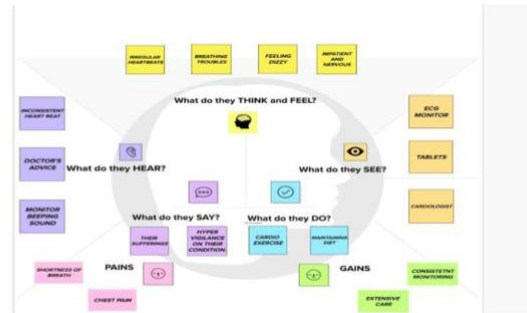 IRREGULAR
HEARTBEATS
BREATHING
TROUBLES
FEELING
DIZZY
IMPATIENT
AND
NERVOUS
What do they THINK and FEEL?
INCONSISTENT
HEART BEAT
DOCTOR'S
ADVICE
MONITOR
BEEPING
SOUND
What do they HEAR?
What do they SEE?
ECG
MONITOR
TABLETS
CARDIOLOGIST
What do they SAY?
THEIR
SUFFERINGS
HYPER
VIGILANCE
ON THEIR
CONDITION.
What do they DO?
CARDIO
EXERCISE
MAINTAINING
DIET
PAINS
SHORTNESS OF
BREATH
CHEST PAIN
GAINS
CONSISTETNT
MONITORING
EXTENSIVE
CARE